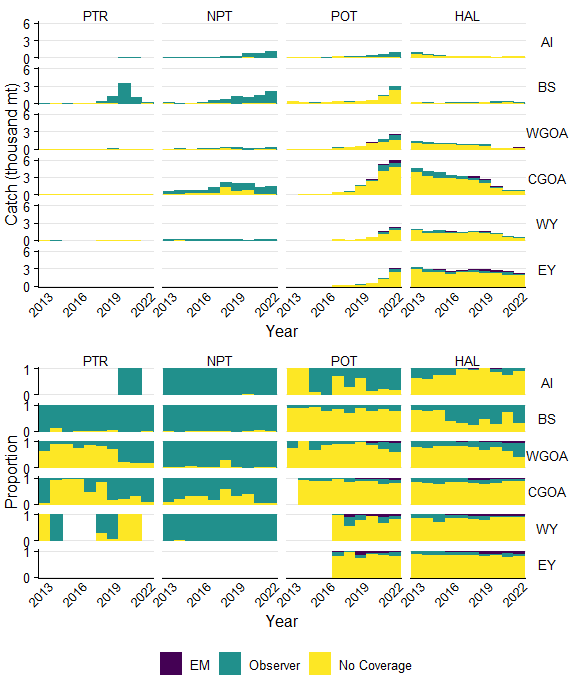 PTR NPT POT HAL
Catch (thousand mt)
6 3 0 AI
6 3 0 BS
6 3 0 WGOA
6 3 0 CGOA
6 3 0 WY
6 3 0 EY
2013 2016 2019 2022 2013 2016 2019 2022 2013 2016 2019 2022 2013 2016 2019 2022
Year
PTR NPT POT HAL
Proportion
1 0 AI
1 0 BS
1 0 WGOA
1 0 CGOA
1 0 WY
1 0 EY
2013 2016 2019 2022 2013 2016 2019 2022 2013 2016 2019 2022 2013 2016 2019 2022
Year
EM Observer No Coverage